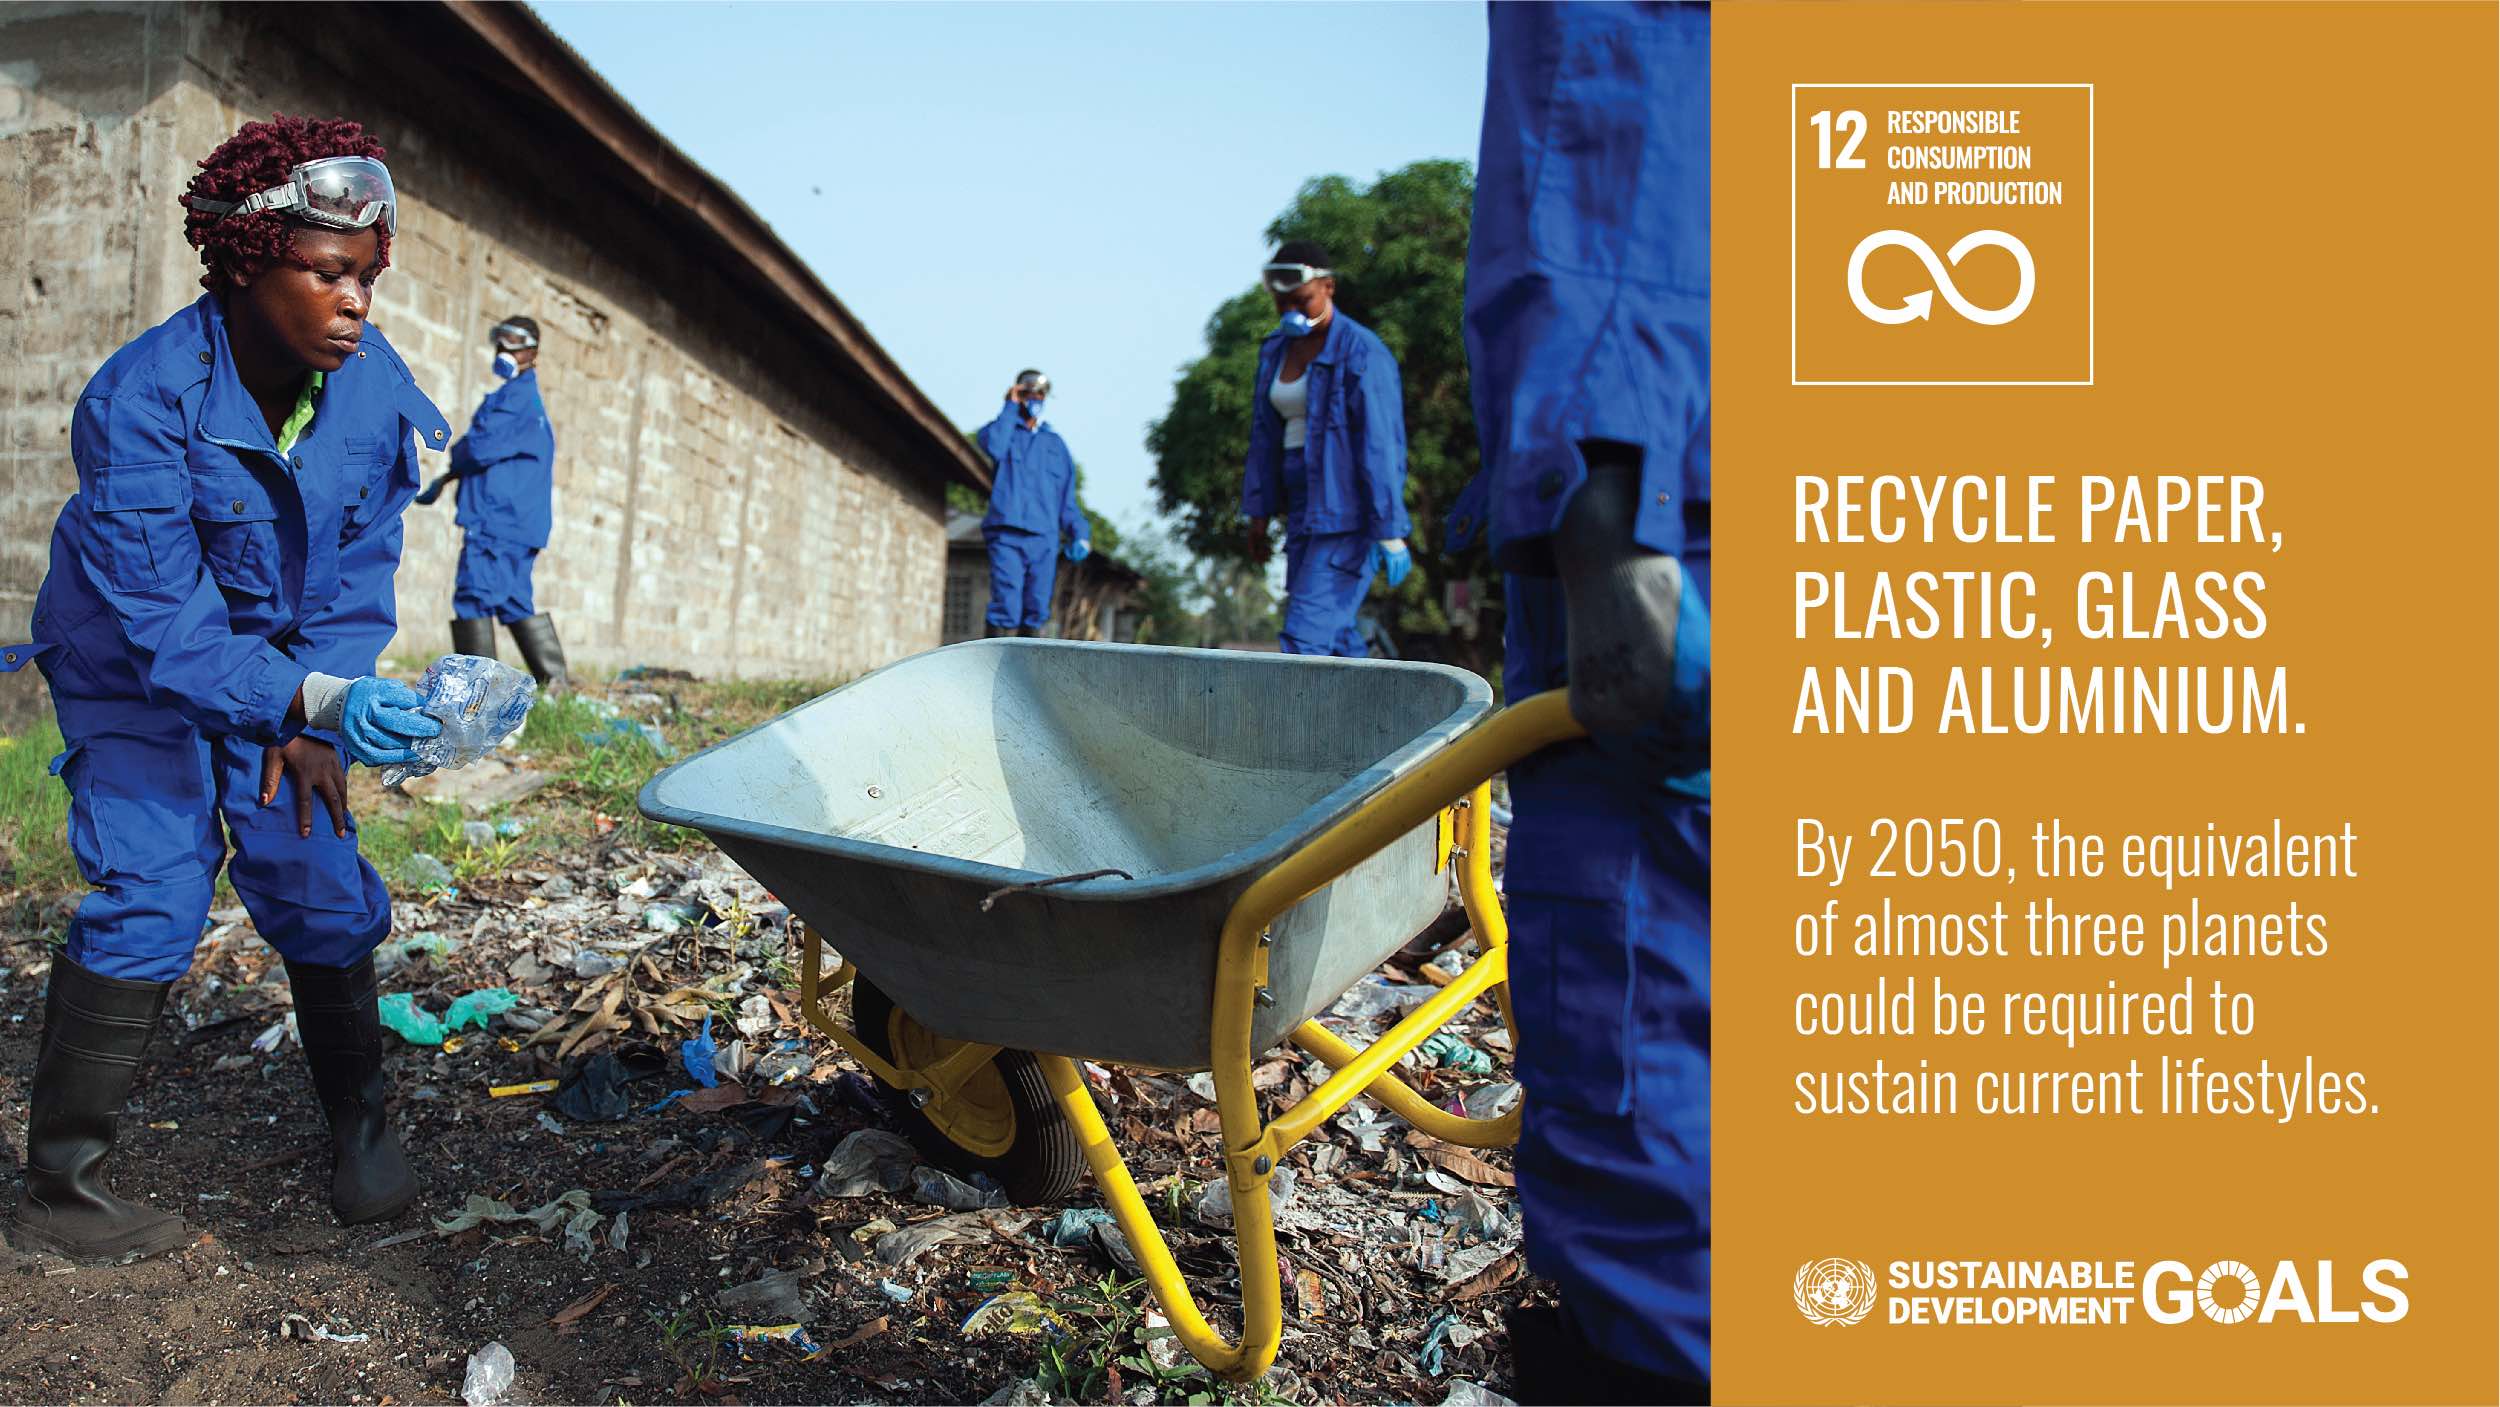 12
RESPONSIBLE
CONSUMPTION
AND PRODUCTION
RECYCLE PAPER,
PLASTIC, GLASS
AND ALUMINIUM.
By 2050, the equivalent
of almost three planets
could be required to
sustain current lifestyles.
SUSTAINABLE
DEVELOPMENT
GOALS